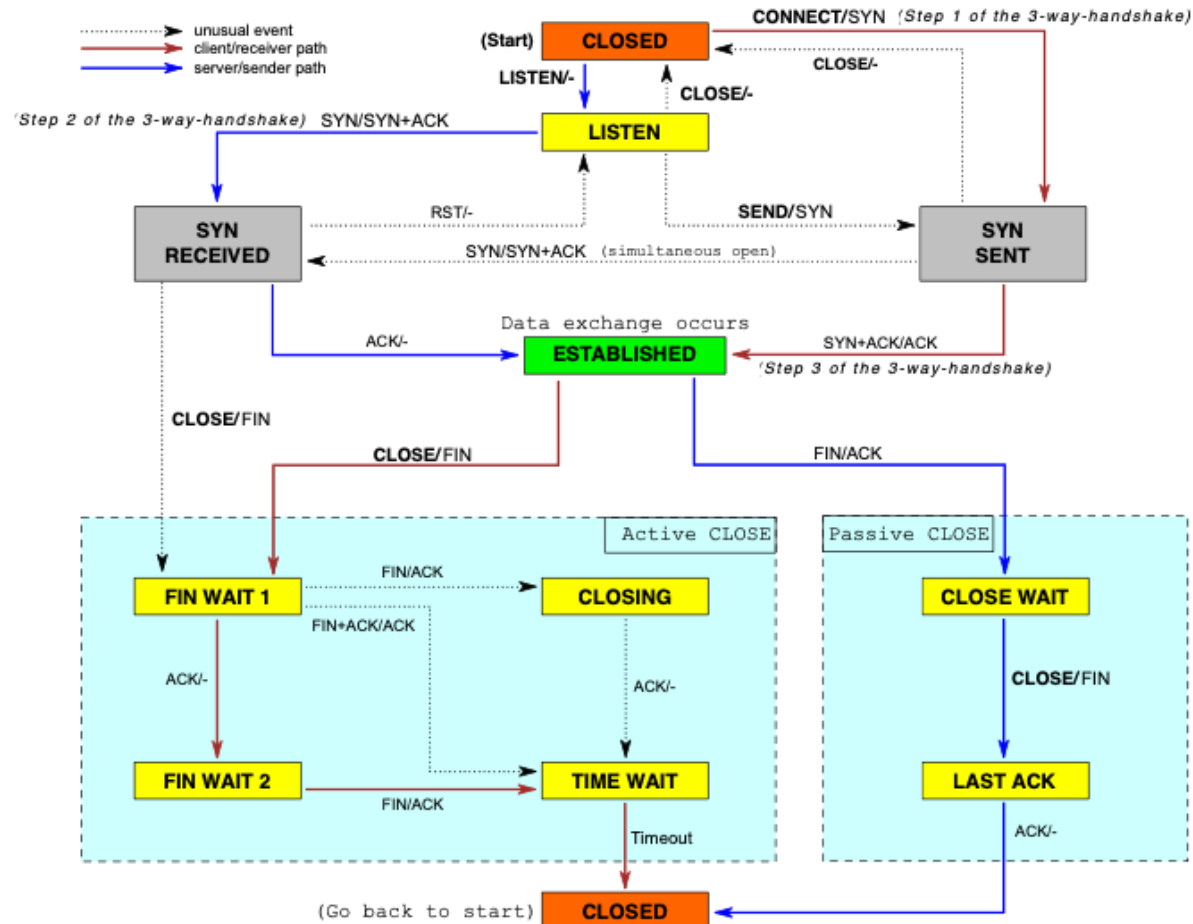 unusual event
client/receiver path
server/sender path
(Start)
CLOSED
CONNECT/SYN (Step 1 of the 3-way-handshake)
CLOSE/-
LISTEN/-
CLOSE/-
(Step 2 of the 3-way-handshake) SYN/SYN+ACK
LISTEN
SYN
RECEIVED
RST/-
SEND/SYN
SYN
SENT
SYN/SYN+ACK (simultaneous open)
Data exchange occurs
ACK/-
ESTABLISHED
SYN+ACK/ACK
(Step 3 of the 3-way-handshake)
CLOSE/FIN
CLOSE/FIN
FIN/ACK
Active CLOSE
Passive CLOSE
FIN WAIT 1
FIN/ACK
CLOSING
CLOSE WAIT
FIN+ACK/ACK
ACK/-
ACK/-
CLOSE/FIN
FIN WAIT 2
FIN/ACK
TIME WAIT
LAST ACK
Timeout
ACK/-
(Go back to start)
CLOSED